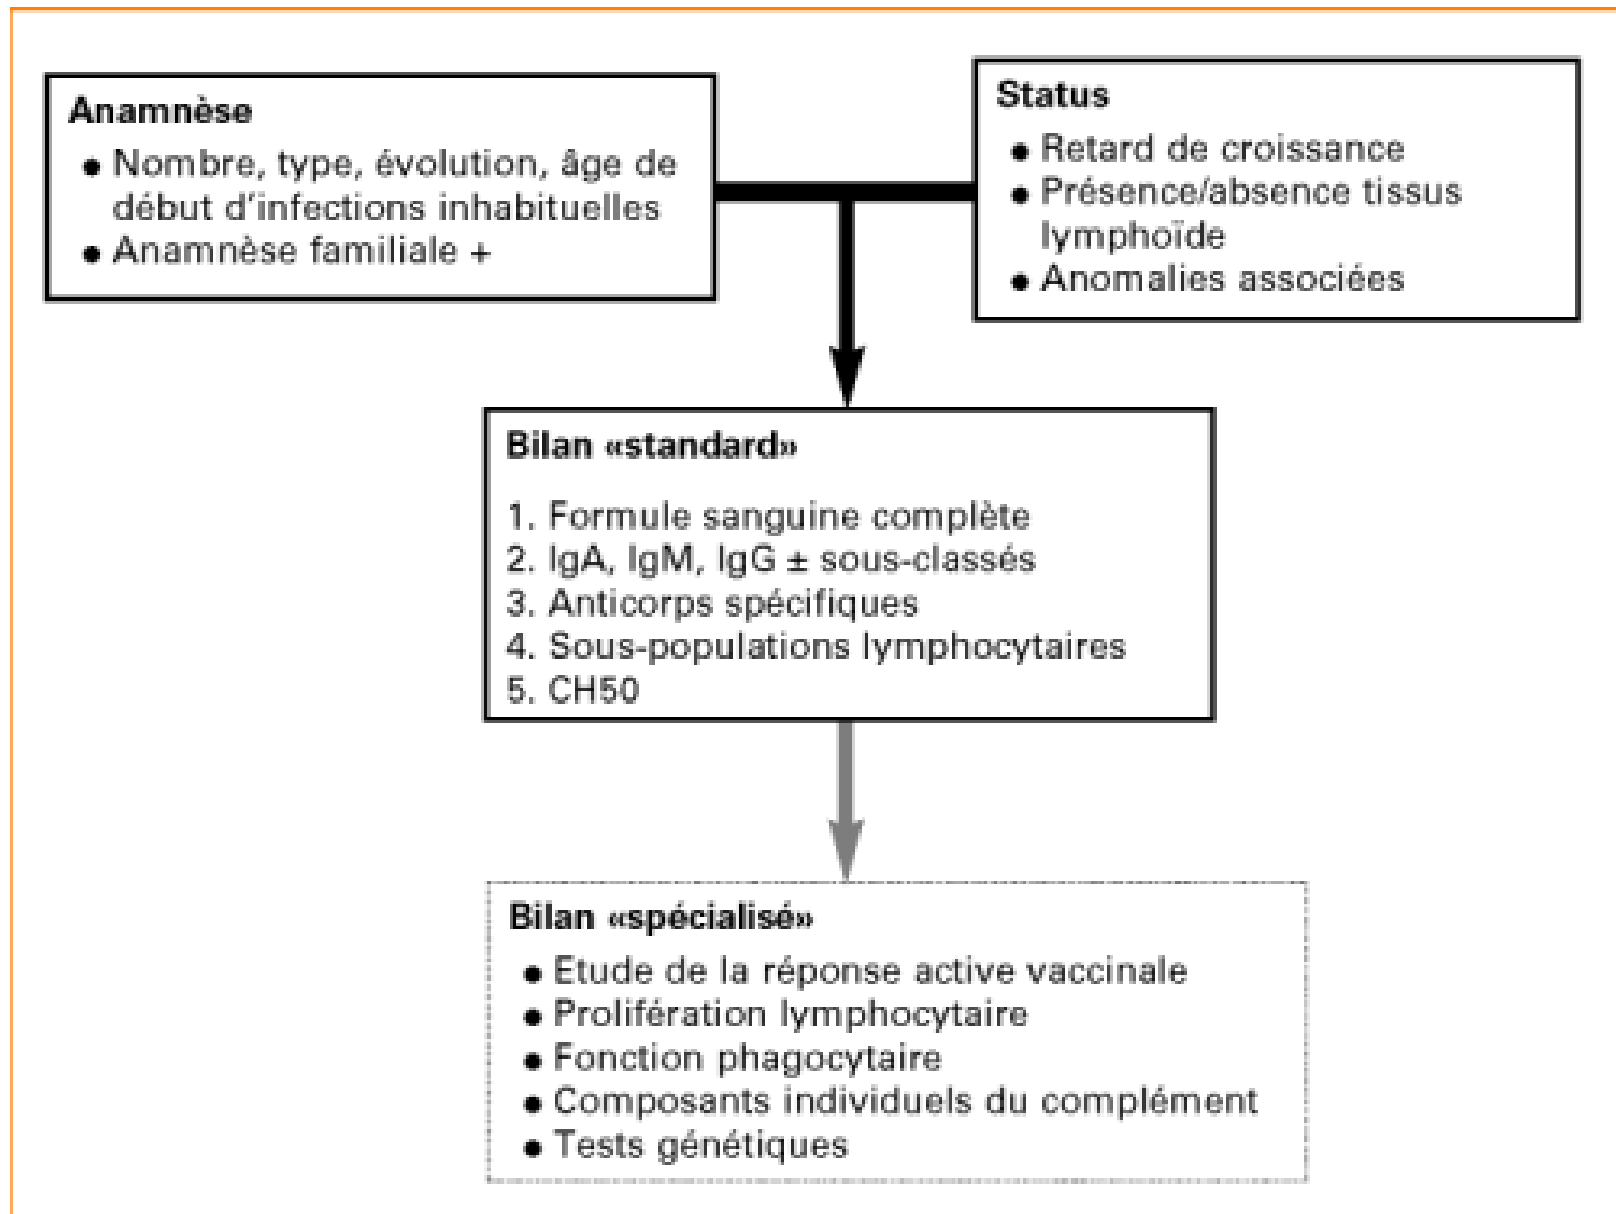 Anamnèse
● Nombre, type, évolution, âge de
début d'infections inhabituelles
● Anamnèse familiale +
Status
● Retard de croissance
● Présence/absence tissus
lymphoïde
● Anomalies associées
Bilan «standard»
1. Formule sanguine complète
2. IgA, IgM, IgG ± sous-classés
3. Anticorps spécifiques
4. Sous-populations lymphocytaires
5. CH50
Bilan «spécialisé»
● Etude de la réponse active vaccinale
● Prolifération lymphocytaire
● Fonction phagocytaire
● Composants individuels du complément
● Tests génétiques